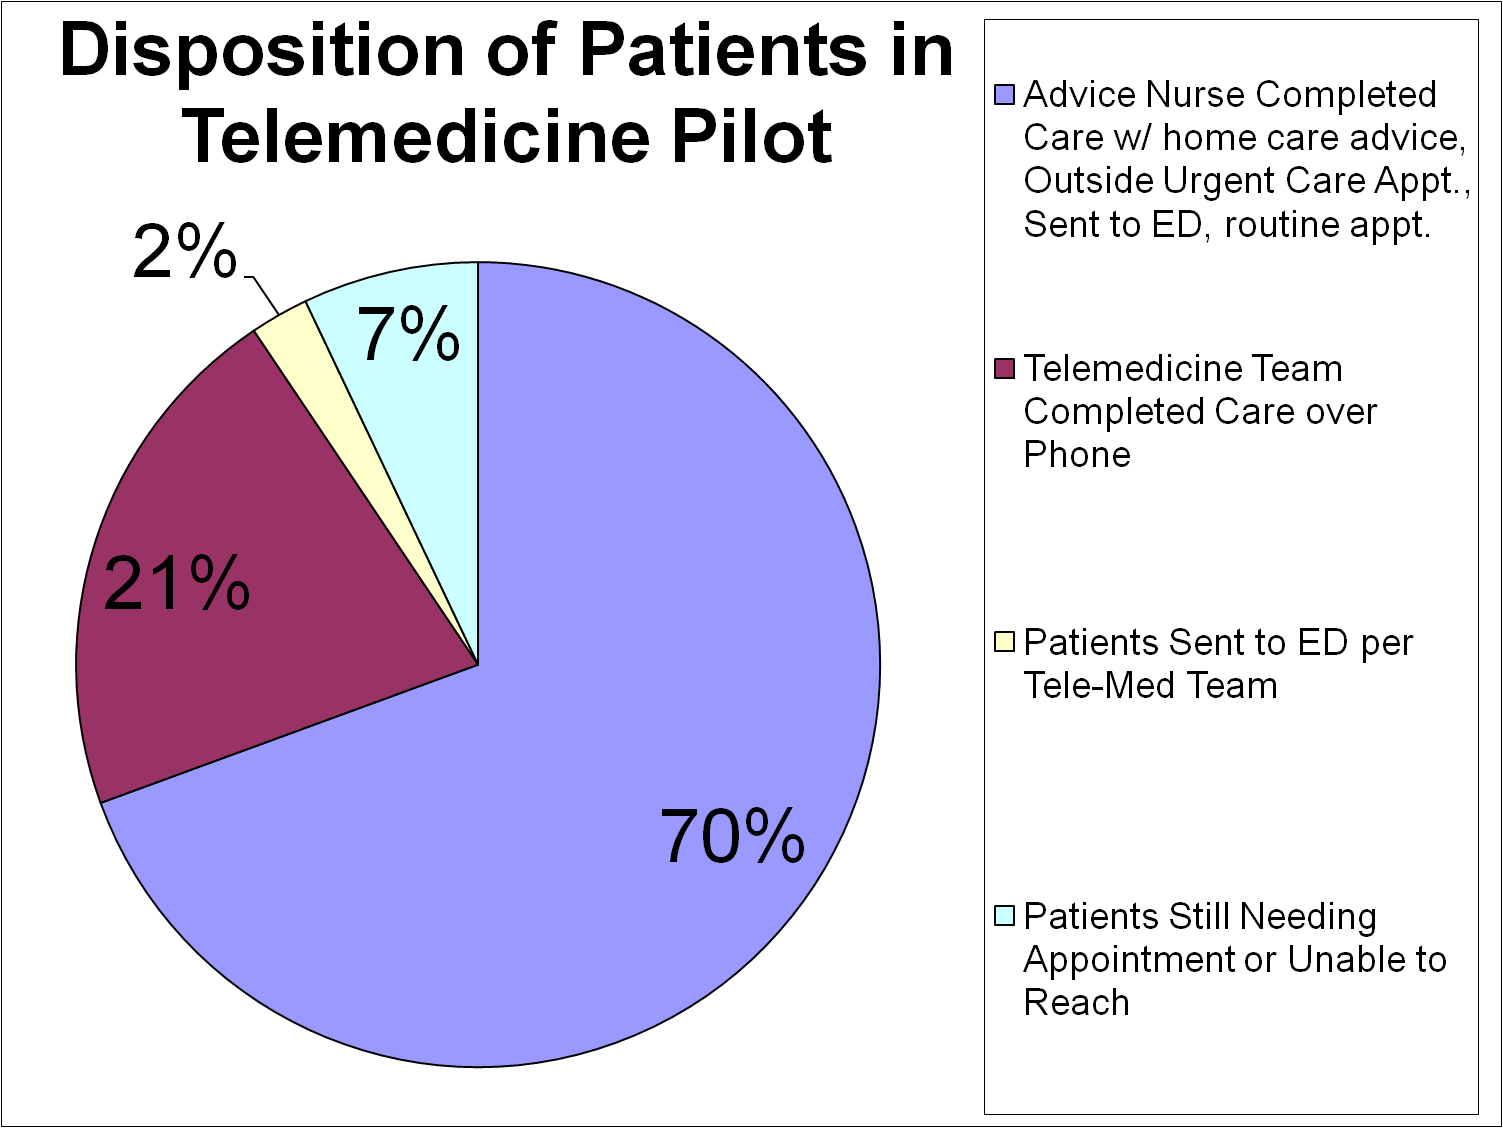 Disposition of Patients in
Telemedicine Pilot
2%
7%
21%
70%
Advice Nurse Completed
Care w/ home care advice,
Outside Urgent Care Appt.,
Sent to ED, routine appt.
Telemedicine Team
Completed Care over
Phone
Patients Sent to ED per
Tele-Med Team
Patients Still Needing
Appointment or Unable to
Reach